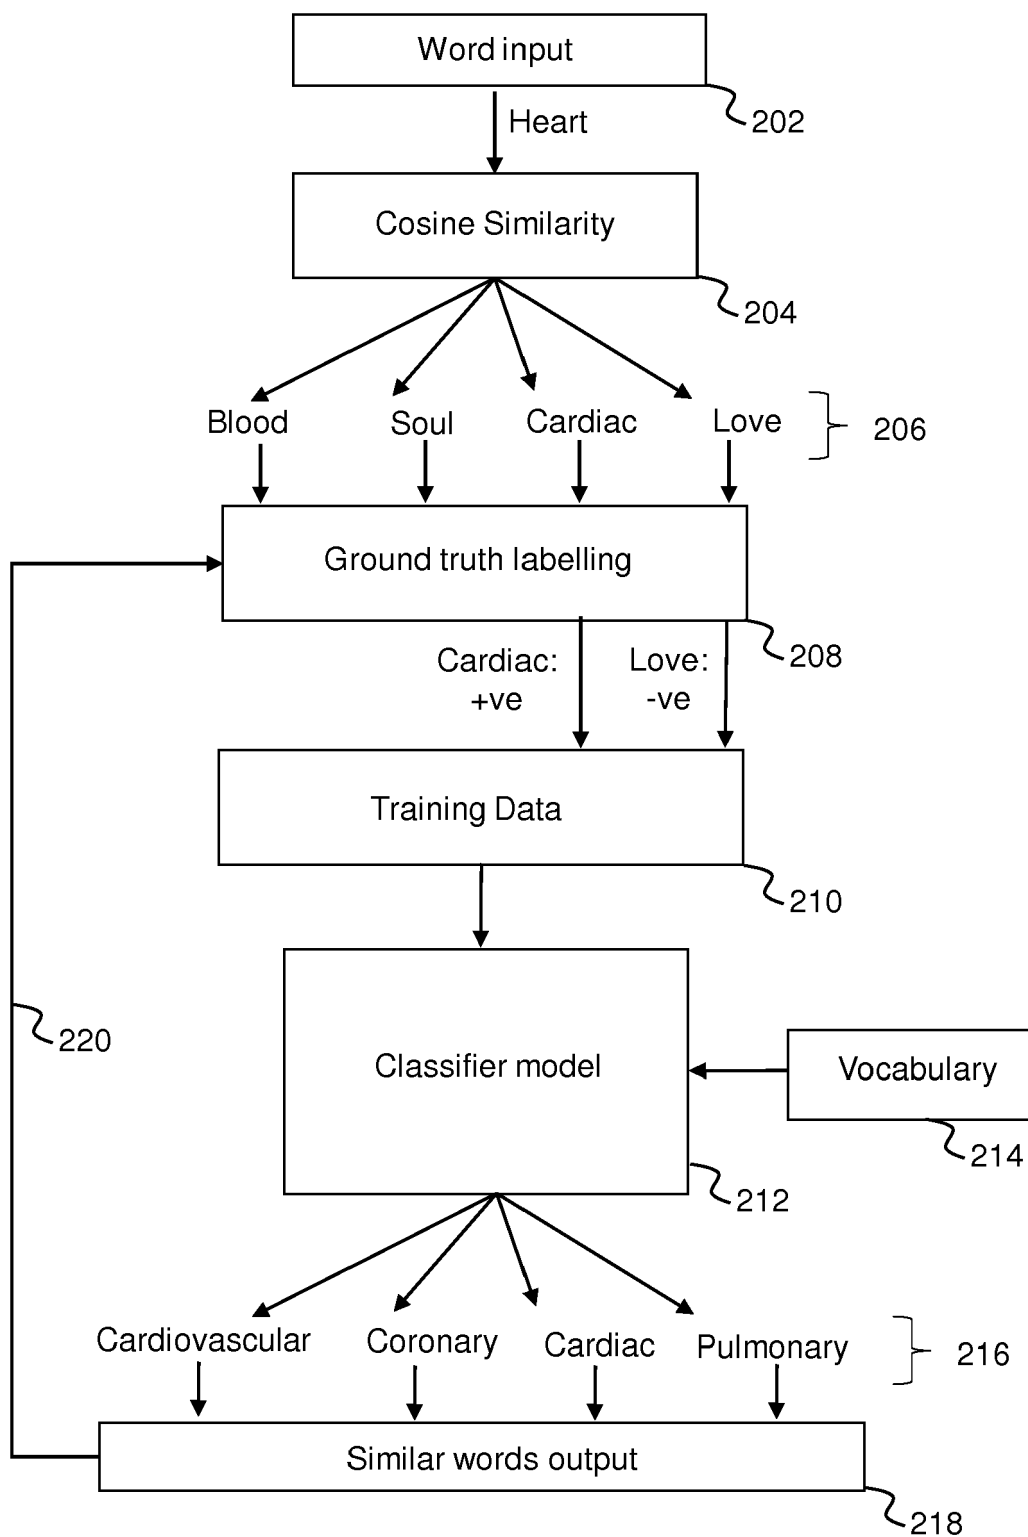 Word input
202
Heart
Cosine Similarity
204
Blood Soul Cardiac Love
206
Ground truth labelling
208
Cardiac: Love:
+ve -ve
Training Data
210
220
Classifier model
Vocabulary
214
212
Cardiovascular Coronary Cardiac Pulmonary
216
Similar words output
218